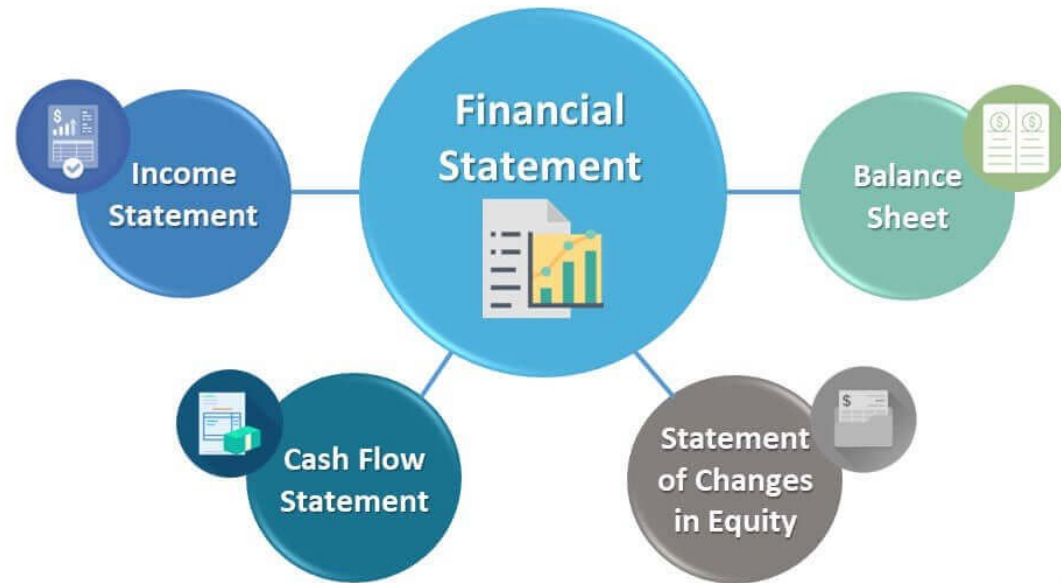 Financial
Statement
Income
Statement
$
Balance
Sheet
$ $
Cash Flow
Statement
Statement
of Changes
in Equity
$